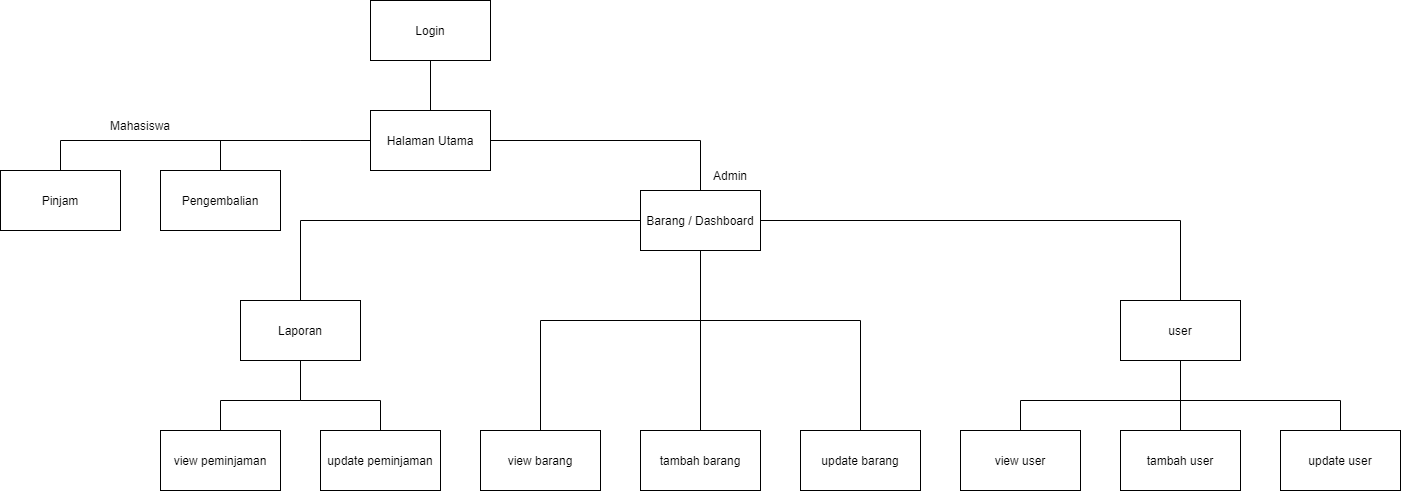 Login
Mahasiswa
Halaman Utama
Admin
Pinjam
Pengembalian
Barang / Dashboard
Laporan
user
view peminjaman
update peminjaman
view barang
tambah barang
update barang
view user
tambah user
update user